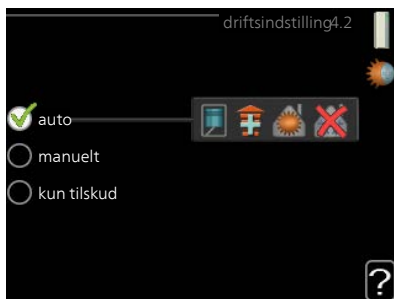 driftsindstilling4.2
auto
manuelt
kun tilskud
?